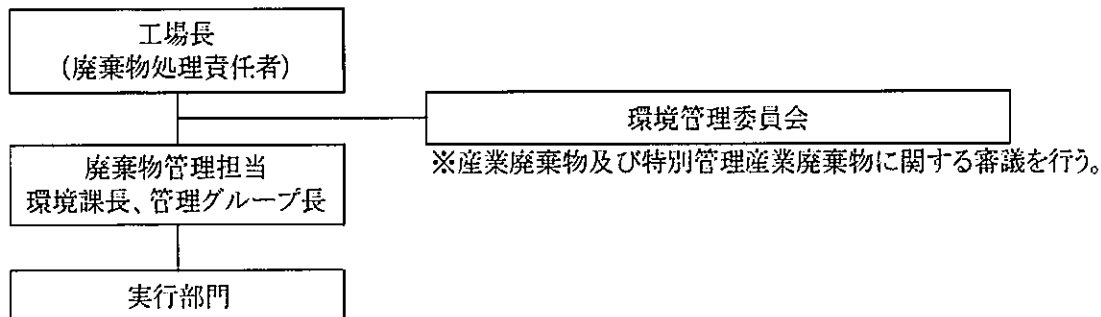 工場長
(廃棄物処理責任者)
環境管理委員会
※産業廃棄物及び特別管理産業廃棄物に関する審議を行う。
廃棄物管理担当
環境課長、管理グループ長
実行部門